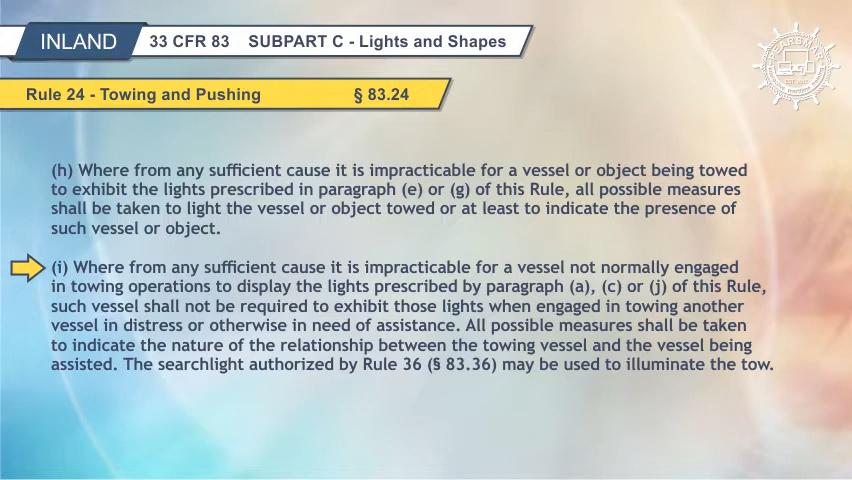 INLAND 33 CFR 83 SUBPART C - Lights and Shapes
Rule 24 - Towing and Pushing § 83.24
(h) Where from any sufficient cause it is impracticable for a vessel or object being towed
to exhibit the lights prescribed in paragraph (e) or (g) of this Rule, all possible measures
shall be taken to light the vessel or object towed or at least to indicate the presence of
such vessel or object.
(i) Where from any sufficient cause it is impracticable for a vessel not normally engaged
in towing operations to display the lights prescribed by paragraph (a), (c) or (j) of this Rule,
such vessel shall not be required to exhibit those lights when engaged in towing another
vessel in distress or otherwise in need of assistance. All possible measures shall be taken
to indicate the nature of the relationship between the towing vessel and the vessel being
assisted. The searchlight authorized by Rule 36 (§ 83.36) may be used to illuminate the tow.
PEARSMAR